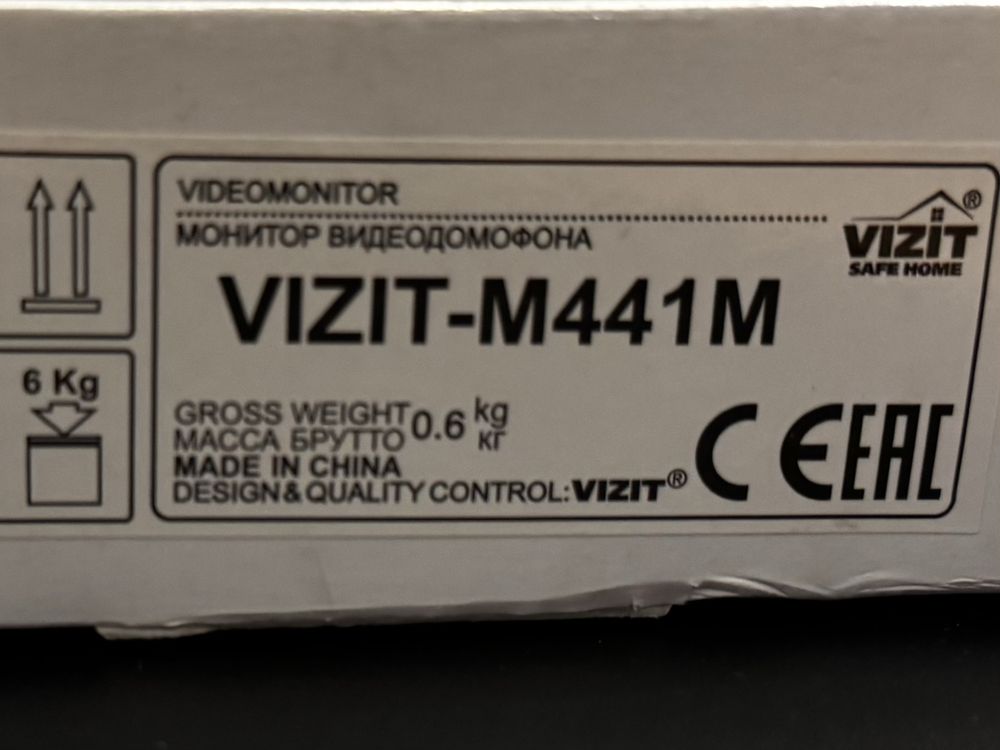 VIDEOMONITOR
МОНИТОР ВИДЕОДОМОФОНА
VIZIT-M441M
VIZIT®
SAFE HOME
6 Kg
GROSS WEIGHT 0.6 kg
МАССА БРУТТО кг
MADE IN CHINA
DESIGN & QUALITY CONTROL: VIZIT®
CE EAC